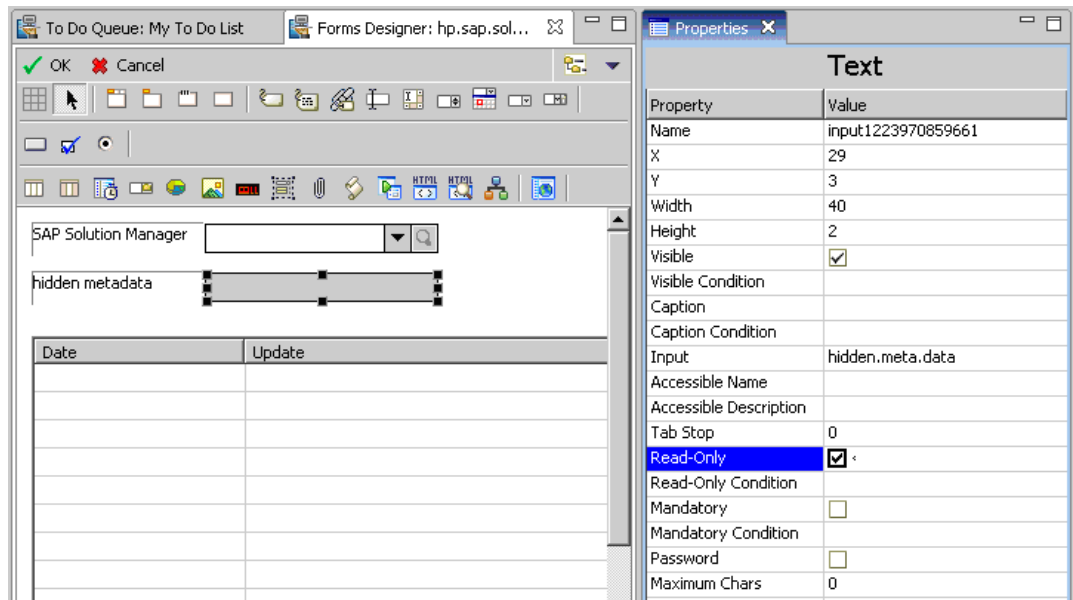 To Do Queue: My To Do List
Forms Designer: hp.sap.sol...
OK
Cancel
HTML
HTML
SAP Solution Manager
hidden metadata
Date Update
Properties
Text
Property Value
Name input1223970859661
X 29
Y 3
Width 40
Height 2
Visible
Visible Condition
Caption
Caption Condition
Input hidden.meta.data
Accessible Name
Accessible Description
Tab Stop 0
Read-Only
Read-Only Condition
Mandatory
Mandatory Condition
Password
Maximum Chars 0